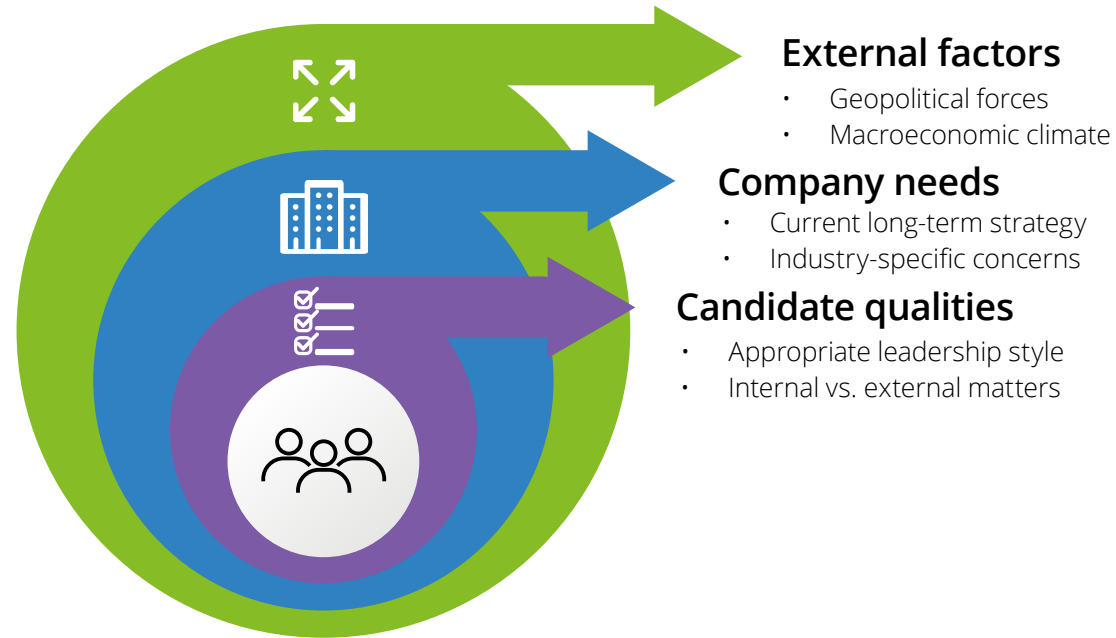 External factors
• Geopolitical forces
• Macroeconomic climate
Company needs
• Current long-term strategy
• Industry-specific concerns
Candidate qualities
• Appropriate leadership style
• Internal vs. external matters